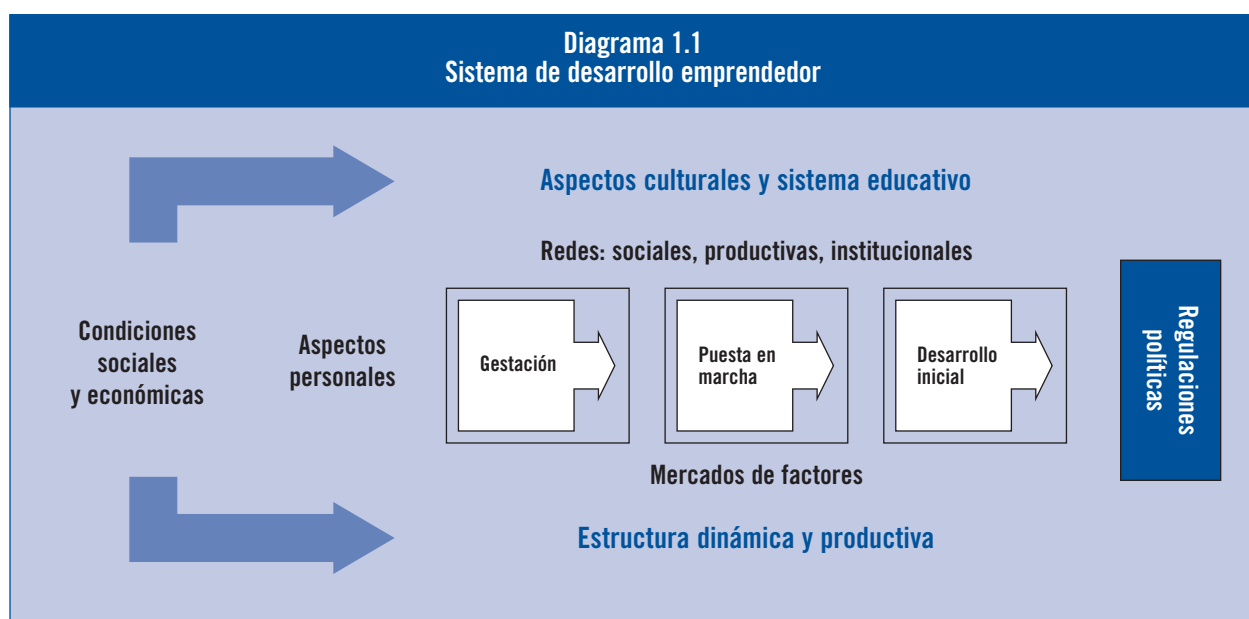 Diagrama 1.1
Sistema de desarrollo emprendedor
Aspectos culturales y sistema educativo
Redes: sociales, productivas, institucionales
Condiciones
sociales
y económicas
Aspectos
personales
Gestación
Puesta en
marcha
Desarrollo
inicial
Regulaciones
políticas
Mercados de factores
Estructura dinámica y productiva